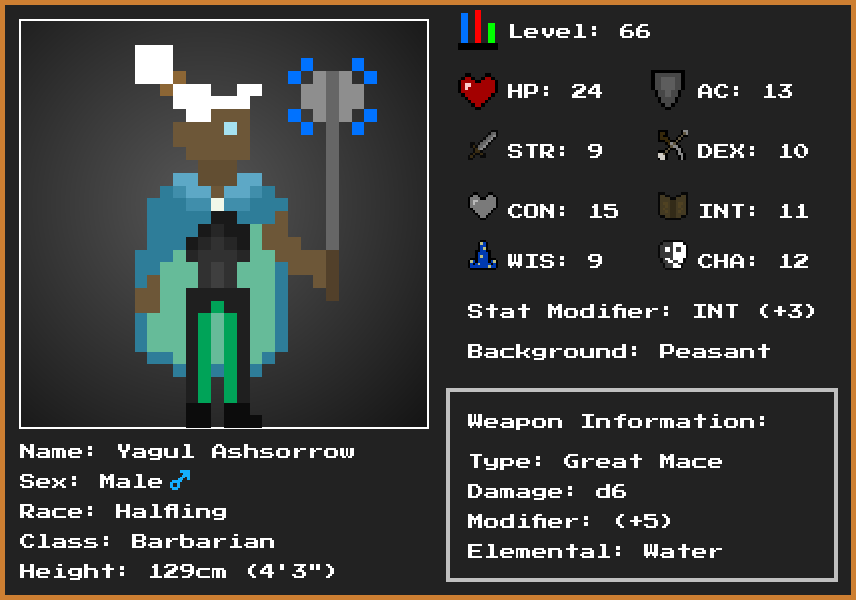 Level: 66
HP: 24
AC: 13
STR: 9
DEX: 10
CON: 15
INT: 11
WIS: 9
CHA: 12
Stat Modifier: INT (+3)
Background: Peasant
Weapon Information:
Type: Great Mace
Damage: d6
Modifier: (+5)
Elemental: Water
Name: Yagul Ashsorrow
Sex: Male♂
Race: Halfling
Class: Barbarian
Height: 129cm (4'3")